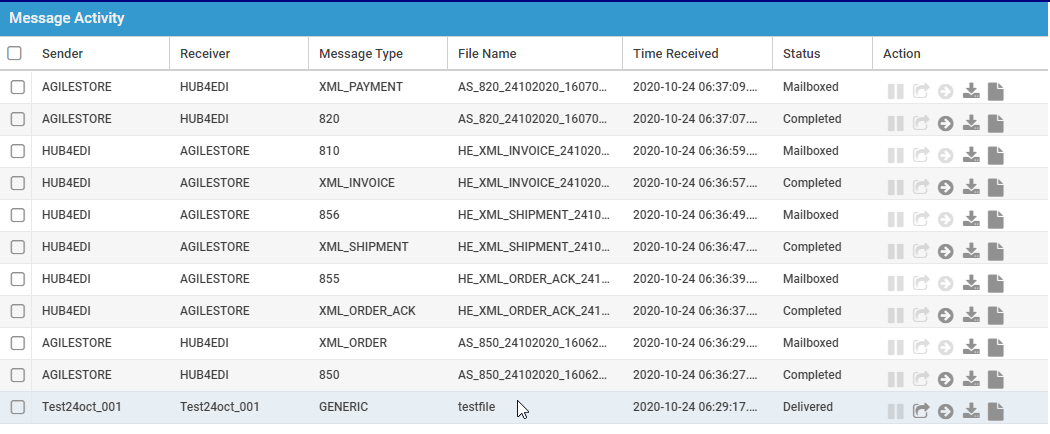 Message Activity
Sender Receiver Message Type File Name Time Received Status Action
AGILESTORE HUB4EDI XML_PAYMENT AS_820_24102020_16070... 2020-10-24 06:37:09.... Mailboxed
AGILESTORE HUB4EDI 820 AS_820_24102020_16070... 2020-10-24 06:37:07.... Completed
HUB4EDI AGILESTORE 810 HE_XML_INVOICE_241020... 2020-10-24 06:36:59.... Mailboxed
HUB4EDI AGILESTORE XML_INVOICE HE_XML_INVOICE_241020... 2020-10-24 06:36:57.... Completed
HUB4EDI AGILESTORE 856 HE_XML_SHIPMENT_2410... 2020-10-24 06:36:49.... Mailboxed
HUB4EDI AGILESTORE XML_SHIPMENT HE_XML_SHIPMENT_2410... 2020-10-24 06:36:47.... Completed
HUB4EDI AGILESTORE 855 HE_XML_ORDER_ACK_241... 2020-10-24 06:36:39.... Mailboxed
HUB4EDI AGILESTORE XML_ORDER_ACK HE_XML_ORDER_ACK_241... 2020-10-24 06:36:37.... Completed
AGILESTORE HUB4EDI XML_ORDER AS_850_24102020_16062... 2020-10-24 06:36:29.... Mailboxed
AGILESTORE HUB4EDI 850 AS_850_24102020_16062... 2020-10-24 06:36:27.... Completed
Test24oct_001 Test24oct_001 GENERIC testfile 2020-10-24 06:29:17.... Delivered